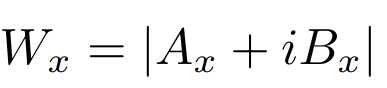 W_x = |A_x + iB_x|